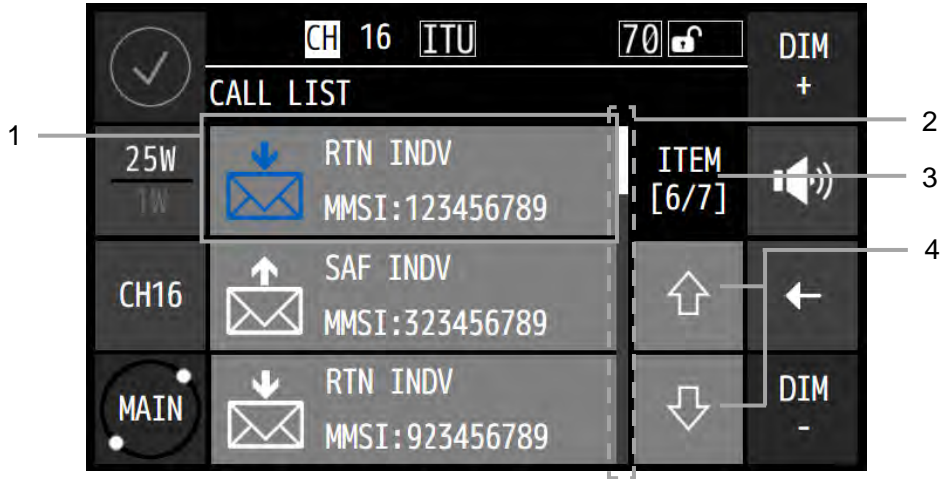 CH 16 ITU 70
DIM
+
CALL LIST
1
2
25W
1W
RTN INDV
MMSI:123456789
ITEM
[6/7]
3
4
CH16
SAF INDV
MMSI:323456789
MAIN
RTN INDV
MMSI:923456789
DIM
-